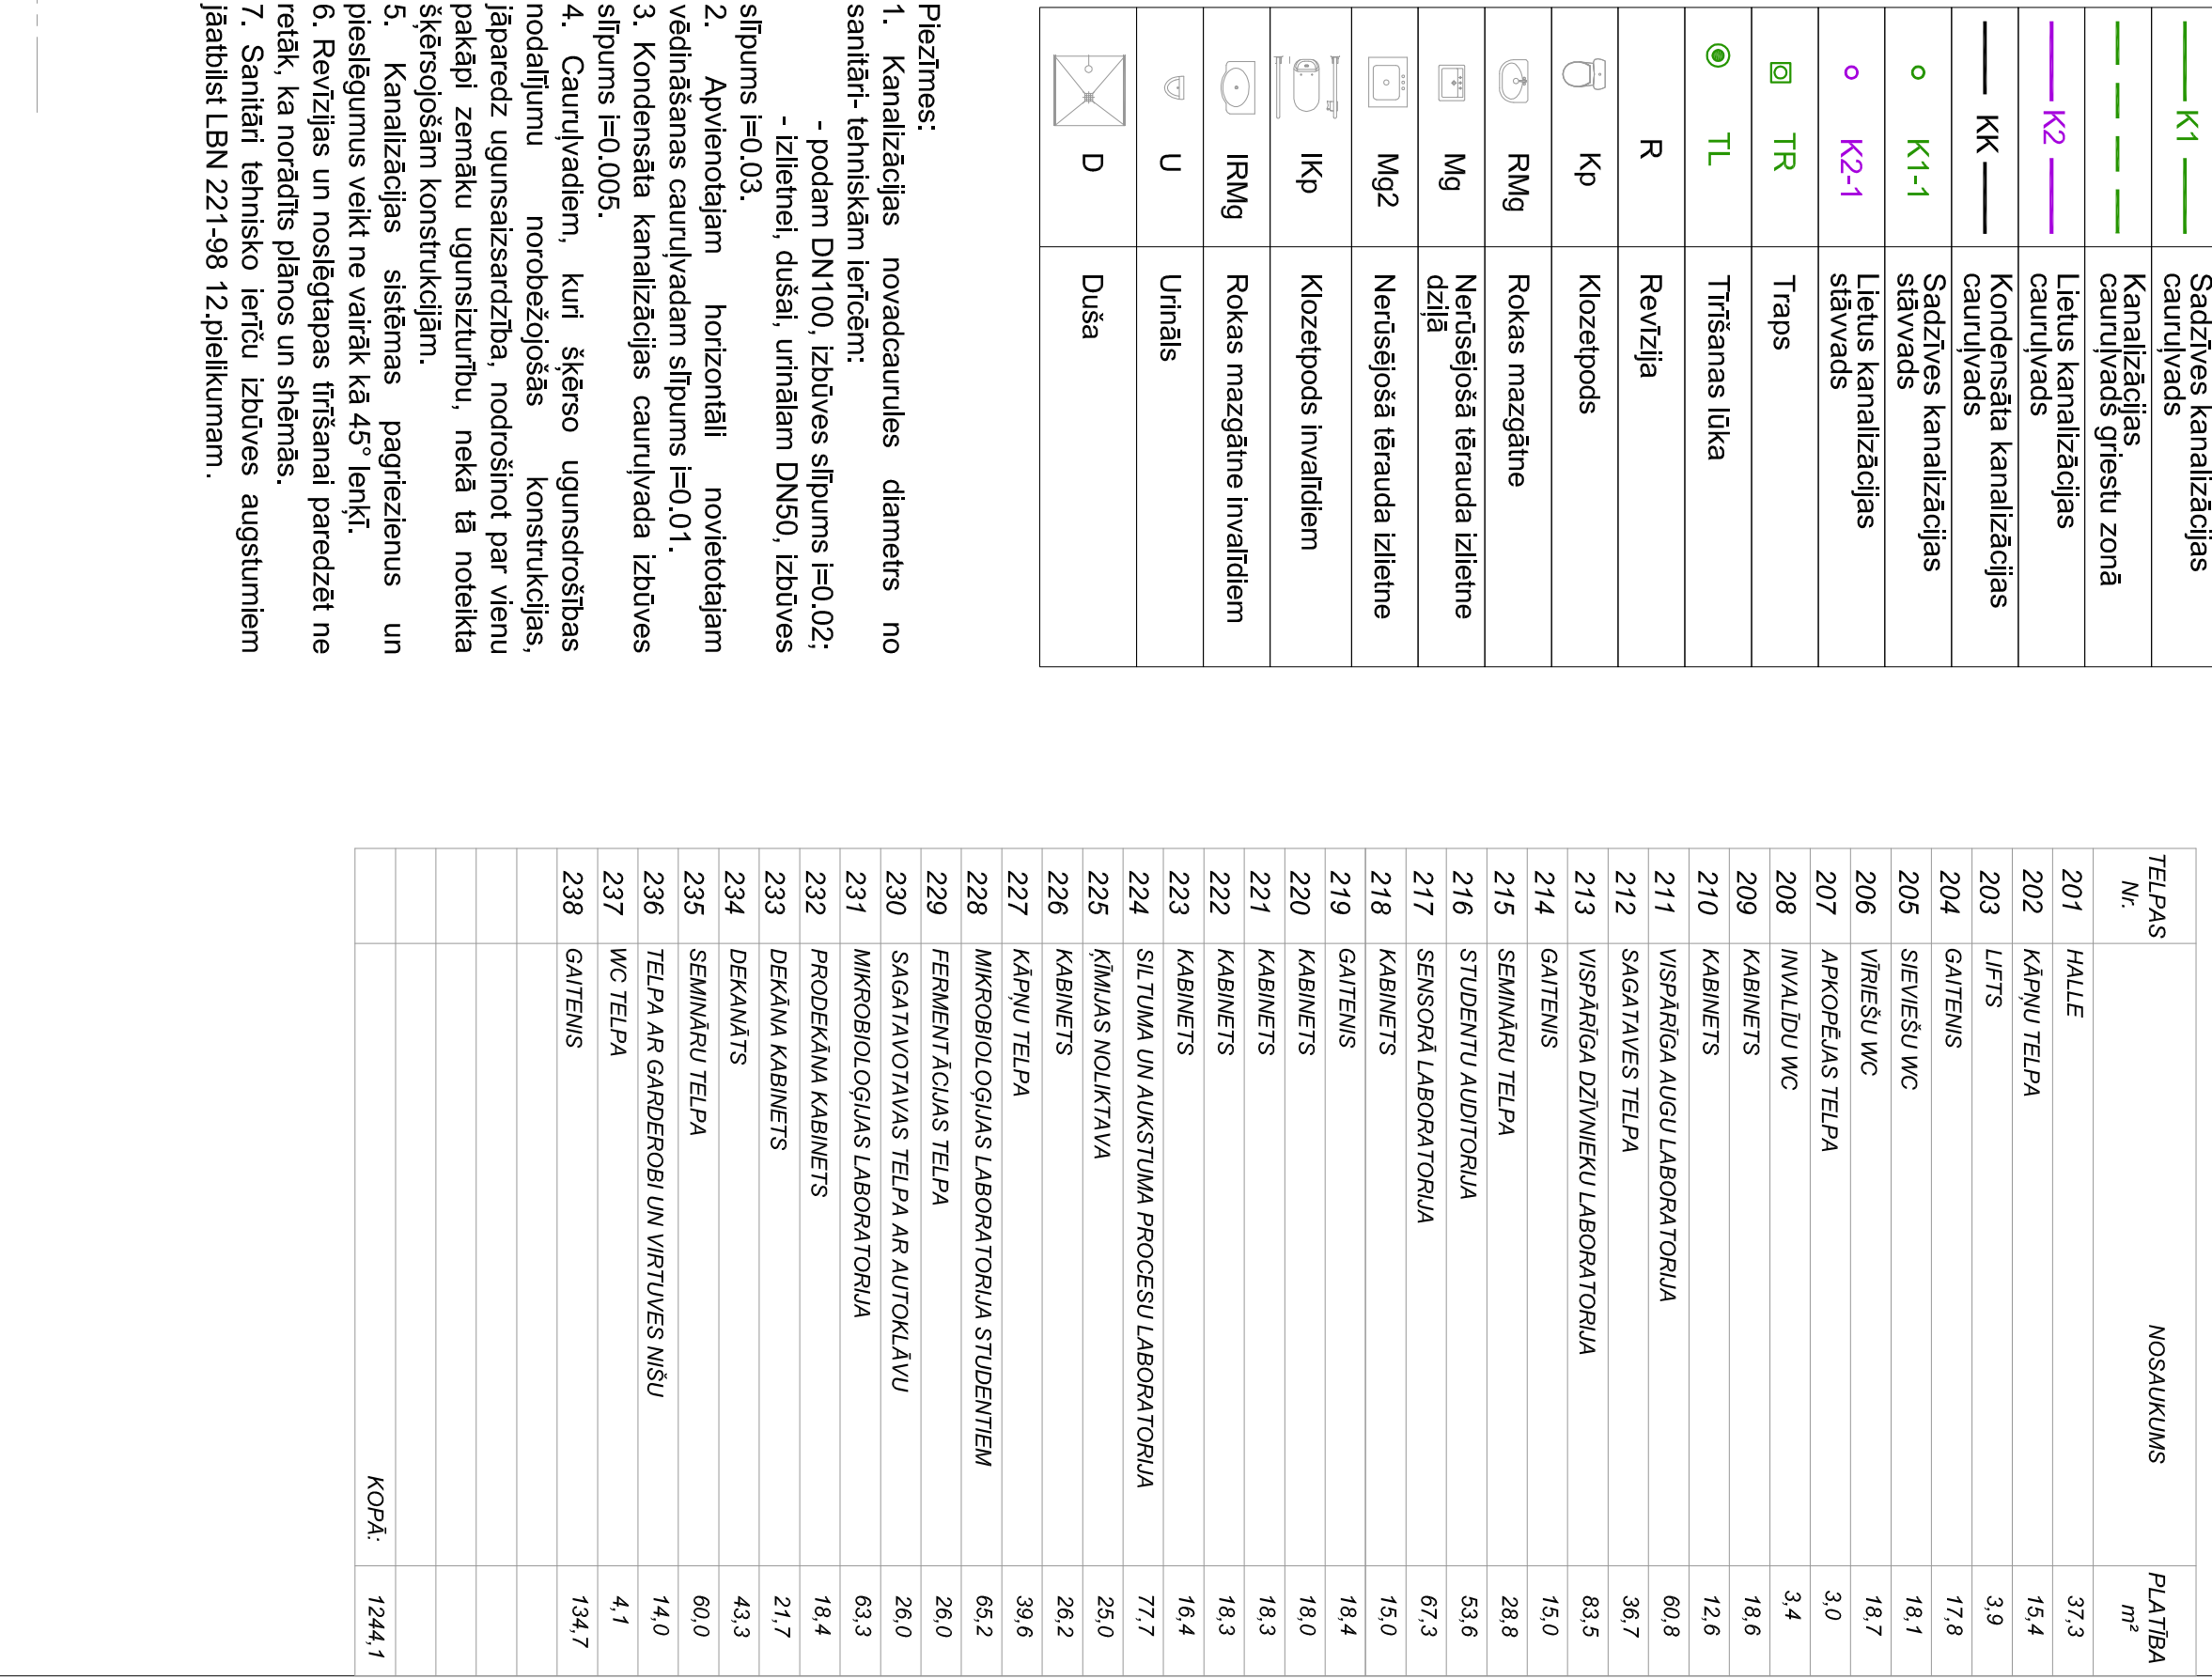 K1 Sadzīves kanalizācijas
cauruļvads
Kanalizācijas
cauruļvads griestu zonā
K2 Lietus kanalizācijas
cauruļvads
KK Kondensāta kanalizācijas
cauruļvads
K1-1 Sadzīves kanalizācijas
stāvvads
K2-1 Lietus kanalizācijas
stāvvads
TR Traps
TL Tīrīšanas lūka
R Revīzija
Kp Klozetpods
RMg Rokas mazgātne
Mg Nerūsējošā tērauda izlietne
dziļā
Mg2 Nerūsējošā tērauda izlietne
IKp Klozetpods invalīdiem
IRMg Rokas mazgātne invalīdiem
U Urināls
D Duša
Piezīmes:
1. Kanalizācijas novadcaurules diametrs no
sanitāri- tehniskām ierīcēm:
- podam DN100, izbūves slīpums i=0.02;
- izlietnei, dušai, urinālam DN50, izbūves
slīpums i=0.03.
2. Apvienotajam horizontāli novietotajam
vēdināšanas cauruļvadam slīpums i=0.01.
3. Kondensāta kanalizācijas cauruļvada izbūves
slīpums i=0.005.
4. Cauruļvadiem, kuri šķērso ugunsdrošības
nodalījumu norobežojošās konstrukcijas,
jāparedz ugunsaizsardzība, nodrošinot par vienu
pakāpi zemāku ugunsizturību, nekā tā noteikta
šķērsojošām konstrukcijām.
5. Kanalizācijas sistēmas pagriezienus un
pieslēgumus veikt ne vairāk kā 45° leņķī.
6. Revīzijas un noslēgtapas tīrīšanai paredzēt ne
retāk, ka norādīts plānos un shēmās.
7. Sanitāri tehnisko ierīču izbūves augstumiem
jāatbilst LBN 221-98 12.pielikumam.
TELPAS Nr. NOSAUKUMS PLATĪBA m²
201 HALLE 37,3
202 KĀPŅU TELPA 15,4
203 LIFTS 3,9
204 GAITENIS 17,8
205 SIEVIEŠU WC 18,1
206 VĪRIEŠU WC 18,7
207 APKOPĒJAS TELPA 3,0
208 INVALĪDU WC 3,4
209 KABINETS 18,6
210 KABINETS 12,6
211 VISPĀRĪGA AUGU LABORATORIJA 60,8
212 SAGATAVES TELPA 36,7
213 VISPĀRĪGA DZĪVNIEKU LABORATORIJA 83,5
214 GAITENIS 15,0
215 SEMINĀRU TELPA 28,8
216 STUDENTU AUDITORIJA 53,6
217 SENSORĀ LABORATORIJA 67,3
218 KABINETS 15,0
219 GAITENIS 18,4
220 KABINETS 18,0
221 KABINETS 18,3
222 KABINETS 18,3
223 KABINETS 16,4
224 SILTUMA UN AUKSTUMA PROCESU LABORATORIJA 77,7
225 ĶĪMIJAS NOLIKTAVA 25,0
226 KABINETS 26,2
227 KĀPŅU TELPA 39,6
228 MIKROBIOLOĢIJAS LABORATORIJA STUDENTIEM 65,2
229 FERMENTĀCIJAS TELPA 26,0
230 SAGATAVOTAVAS TELPA AR AUTOKLĀVU 26,0
231 MIKROBIOLOĢIJAS LABORATORIJA 63,3
232 PRODEKĀNA KABINETS 18,4
233 DEKĀNA KABINETS 21,7
234 DEKANĀTS 43,3
235 SEMINĀRU TELPA 60,0
236 TELPA AR GARDEROBI UN VIRTUVES NIŠU 14,0
237 WC TELPA 4,1
238 GAITENIS 134,7
KOPĀ: 1244,1